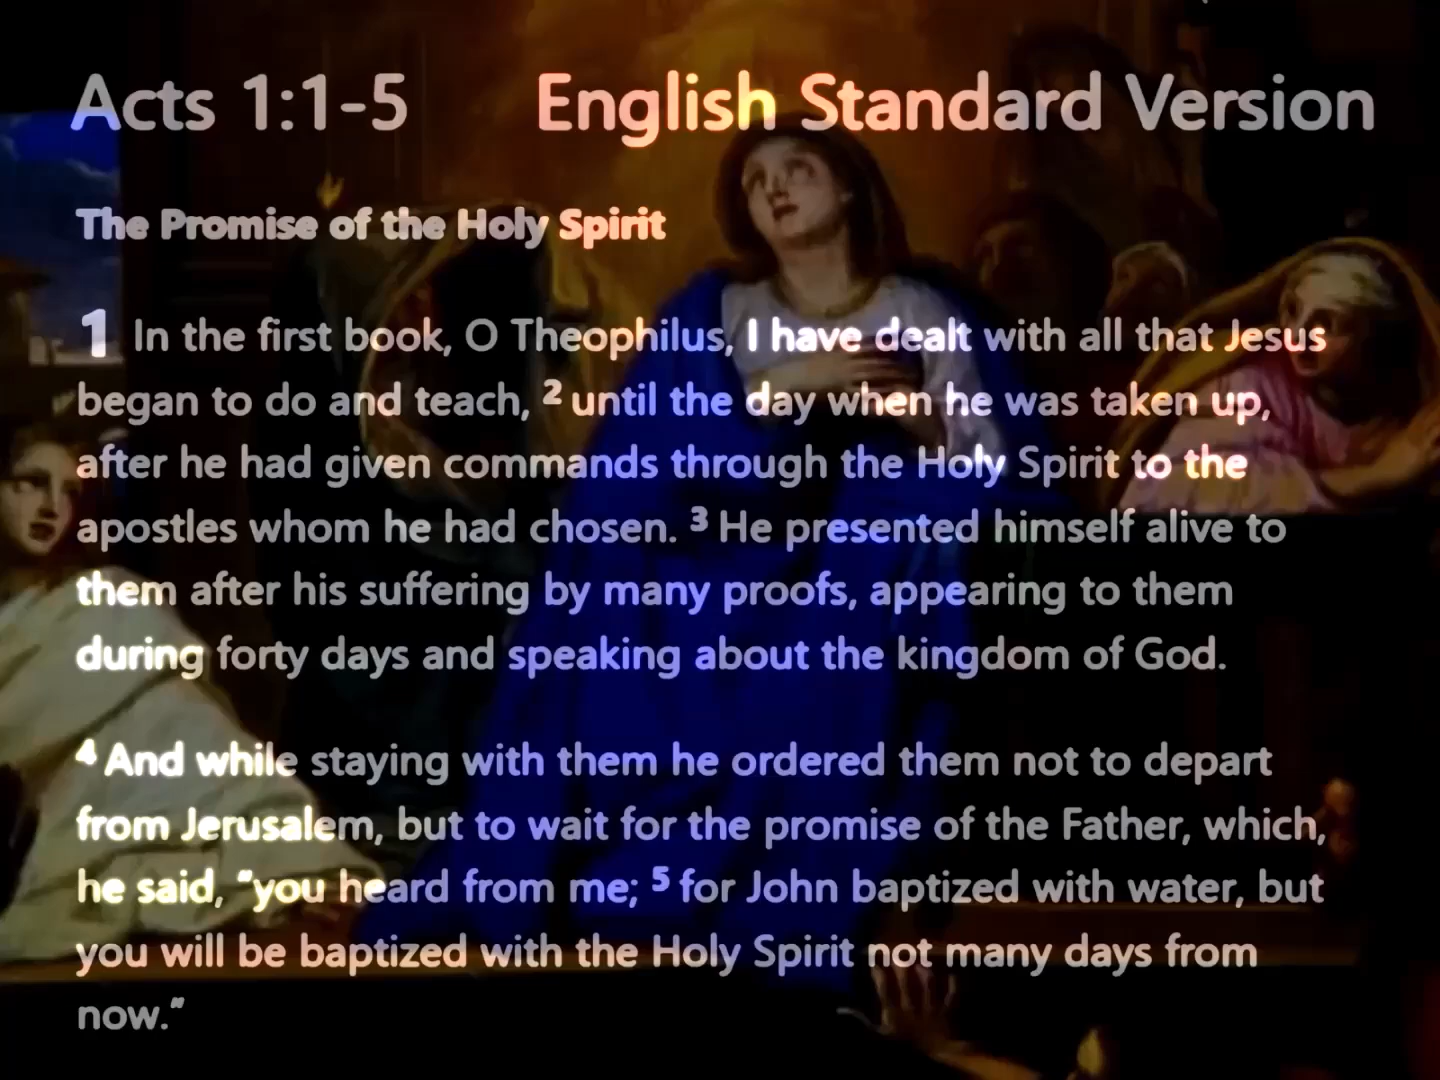 Acts 1:1-5 English Standard Version
The Promise of the Holy Spirit
1 In the first book, O Theophilus, I have dealt with all that Jesus
began to do and teach, 2 until the day when he was taken up,
after he had given commands through the Holy Spirit to the
apostles whom he had chosen. 3 He presented himself alive to
them after his suffering by many proofs, appearing to them
during forty days and speaking about the kingdom of God.
4 And while staying with them he ordered them not to depart
from Jerusalem, but to wait for the promise of the Father, which,
he said, “you heard from me; 5 for John baptized with water, but
you will be baptized with the Holy Spirit not many days from
now.”